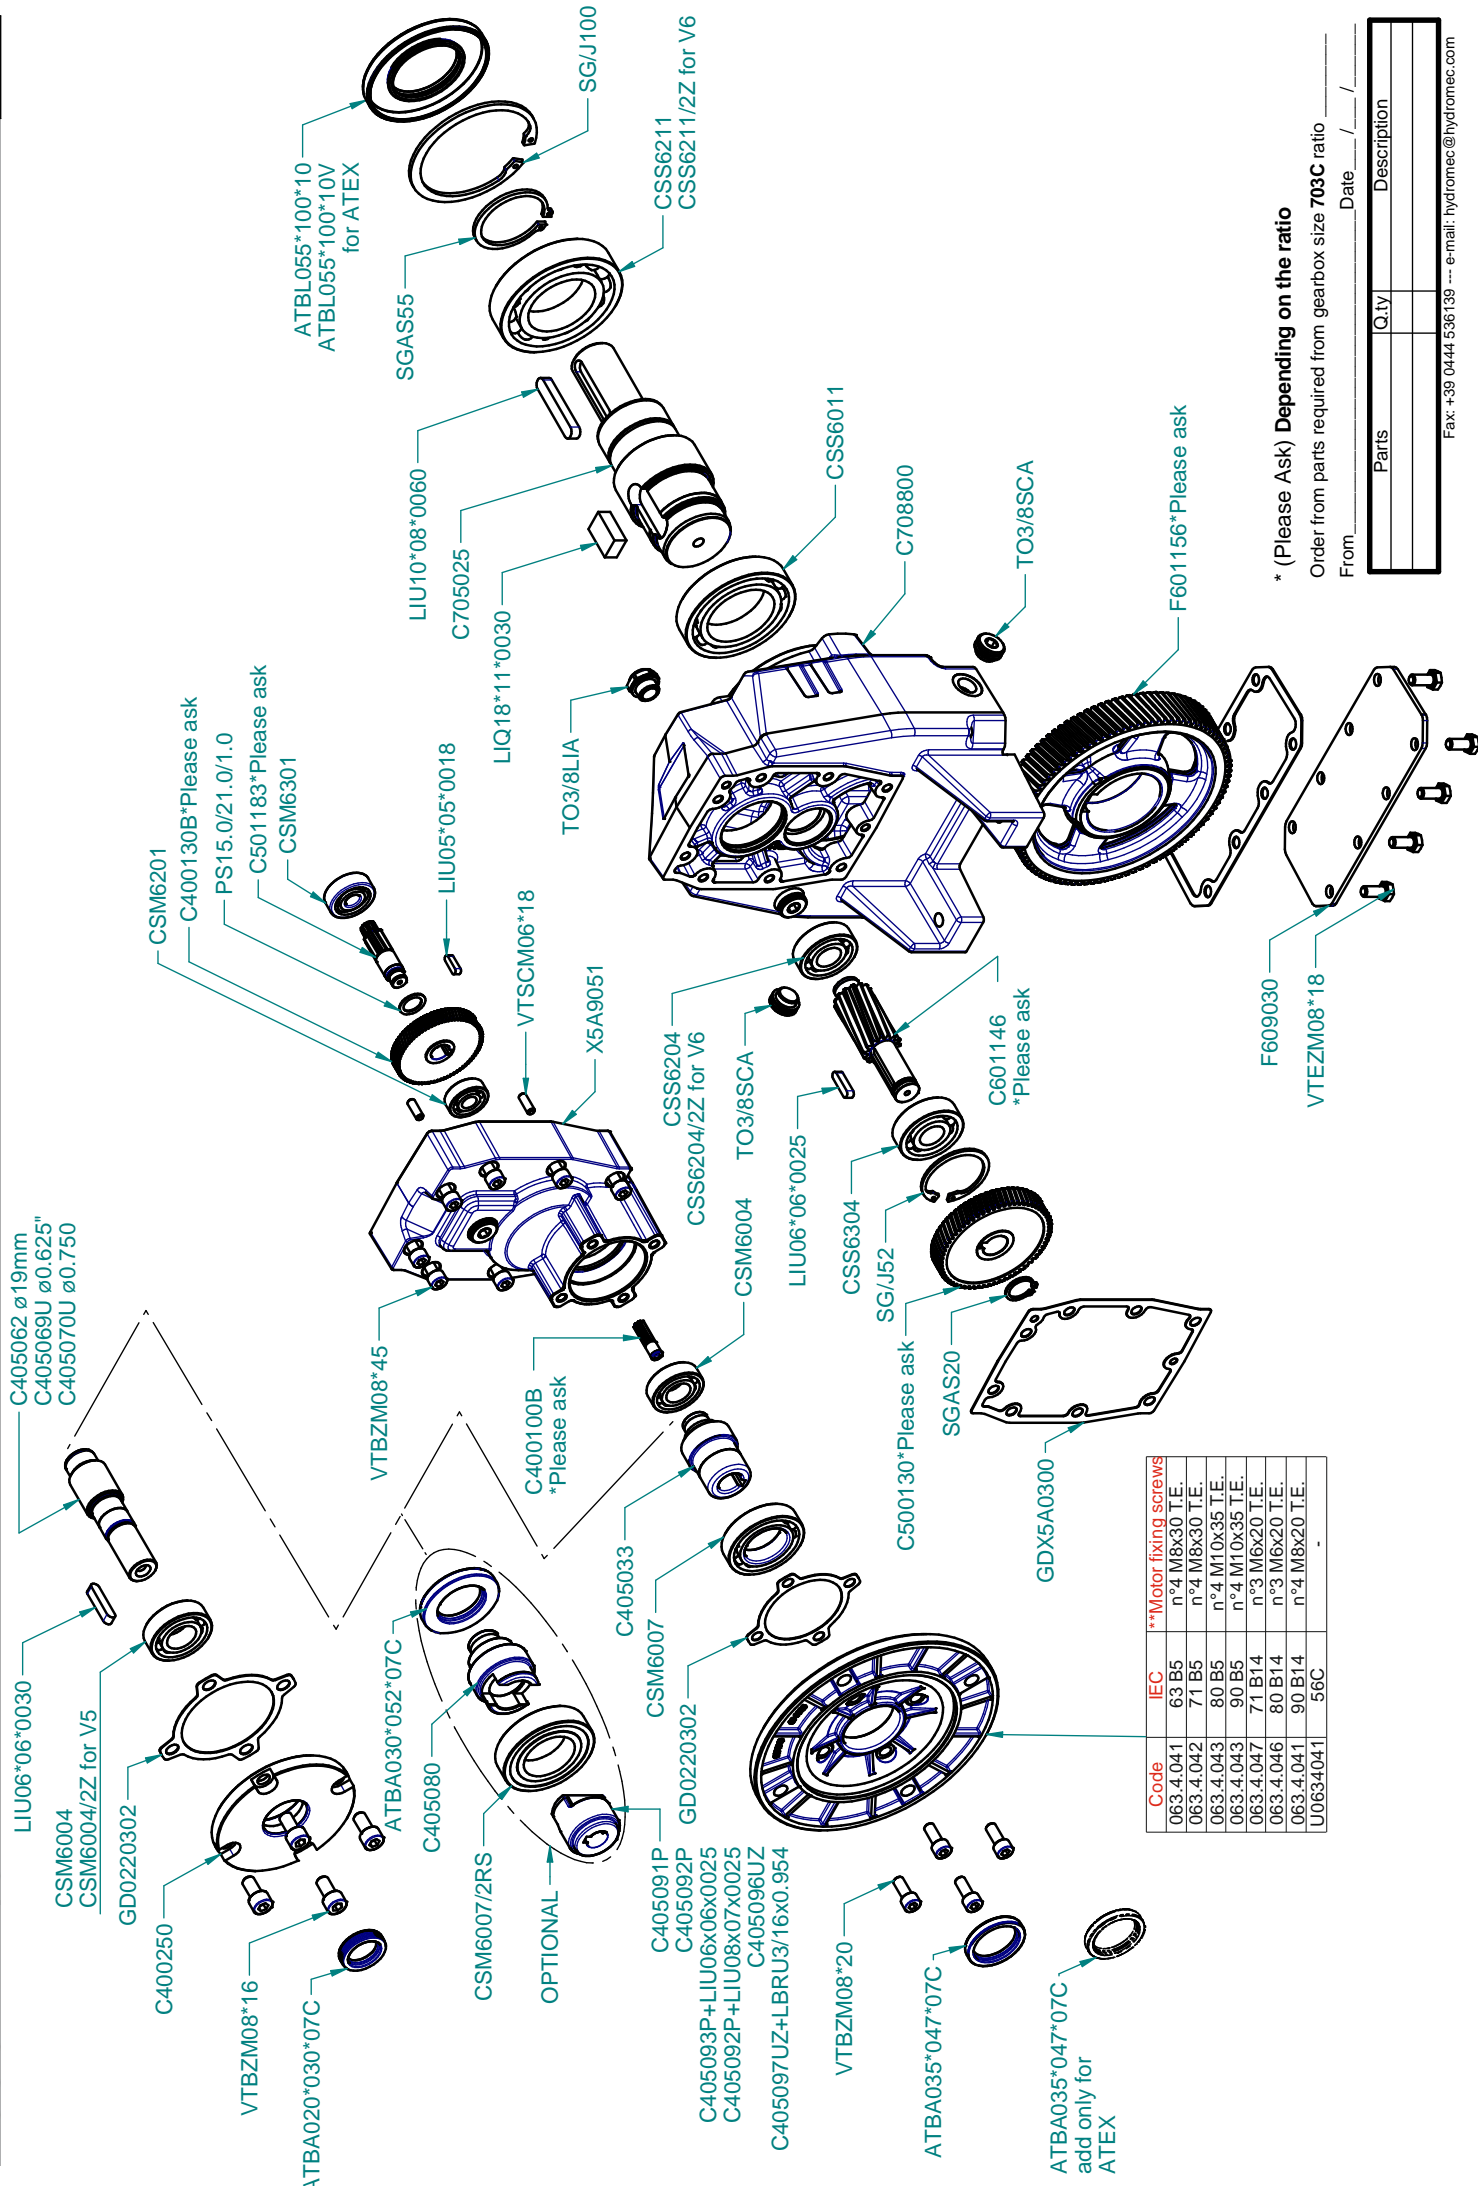 LIU06*06*0030
CSM6004
CSM6004/2Z for V5
GD0220302
C400250
VTBZM08*16
ATBA020*030*07C
C405062 ø19mm
C405069U ø0.625"
C405070U ø0.750
VTBZM08*45
ATBA030*052*07C
C405080
CSM6007/2RS
OPTIONAL
C405091P
C405092P
C405093P+LIU06x06x0025
C405092P+LIU08x07x0025
C405096UZ
C405097UZ+LBRU3/16x0.954
CSM6201
C400130B*Please ask
PS15.0/21.0/1.0
C501183*Please ask
CSM6301
LIU05*05*0018
VTSCM06*18
X5A9051
C400100B
*Please ask
CSM6004
C405033
CSM6007
GD0220302
VTBZM08*20
ATBA035*047*07C
ATBA035*047*07C
add only for
ATEX
ATBL055*100*10
ATBL055*100*10V
for ATEX
SG/J100
SGAS55
CSS6211
CSS6211/2Z for V6
LIU10*08*0060
C705025
LIQ18*11*0030
CSS6011
TO3/8LIA
C708800
TO3/8SCA
CSS6204
CSS6204/2Z for V6
TO3/8SCA
LIU06*06*0025
C601146
*Please ask
CSS6304
SG/J52
C500130*Please ask
SGAS20
GDX5A0300
F601156*Please ask
F609030
VTEZM08*18
Code IEC **Motor fixing screws
063.4.041 63 B5 n°4 M8x30 T.E.
063.4.042 71 B5 n°4 M8x30 T.E.
063.4.043 80 B5 n°4 M10x35 T.E.
063.4.043 90 B5 n°4 M10x35 T.E.
063.4.047 71 B14 n°3 M6x20 T.E.
063.4.046 80 B14 n°3 M6x20 T.E.
063.4.041 90 B14 n°4 M8x20 T.E.
U0634041 56C -
* (Please Ask) Depending on the ratio
Order from parts required from gearbox size 703C ratio ______
From________________________Date____/____/____
Parts Q.ty Description
Fax: +39 0444 536139 --- e-mail: hydromec@hydromec.com